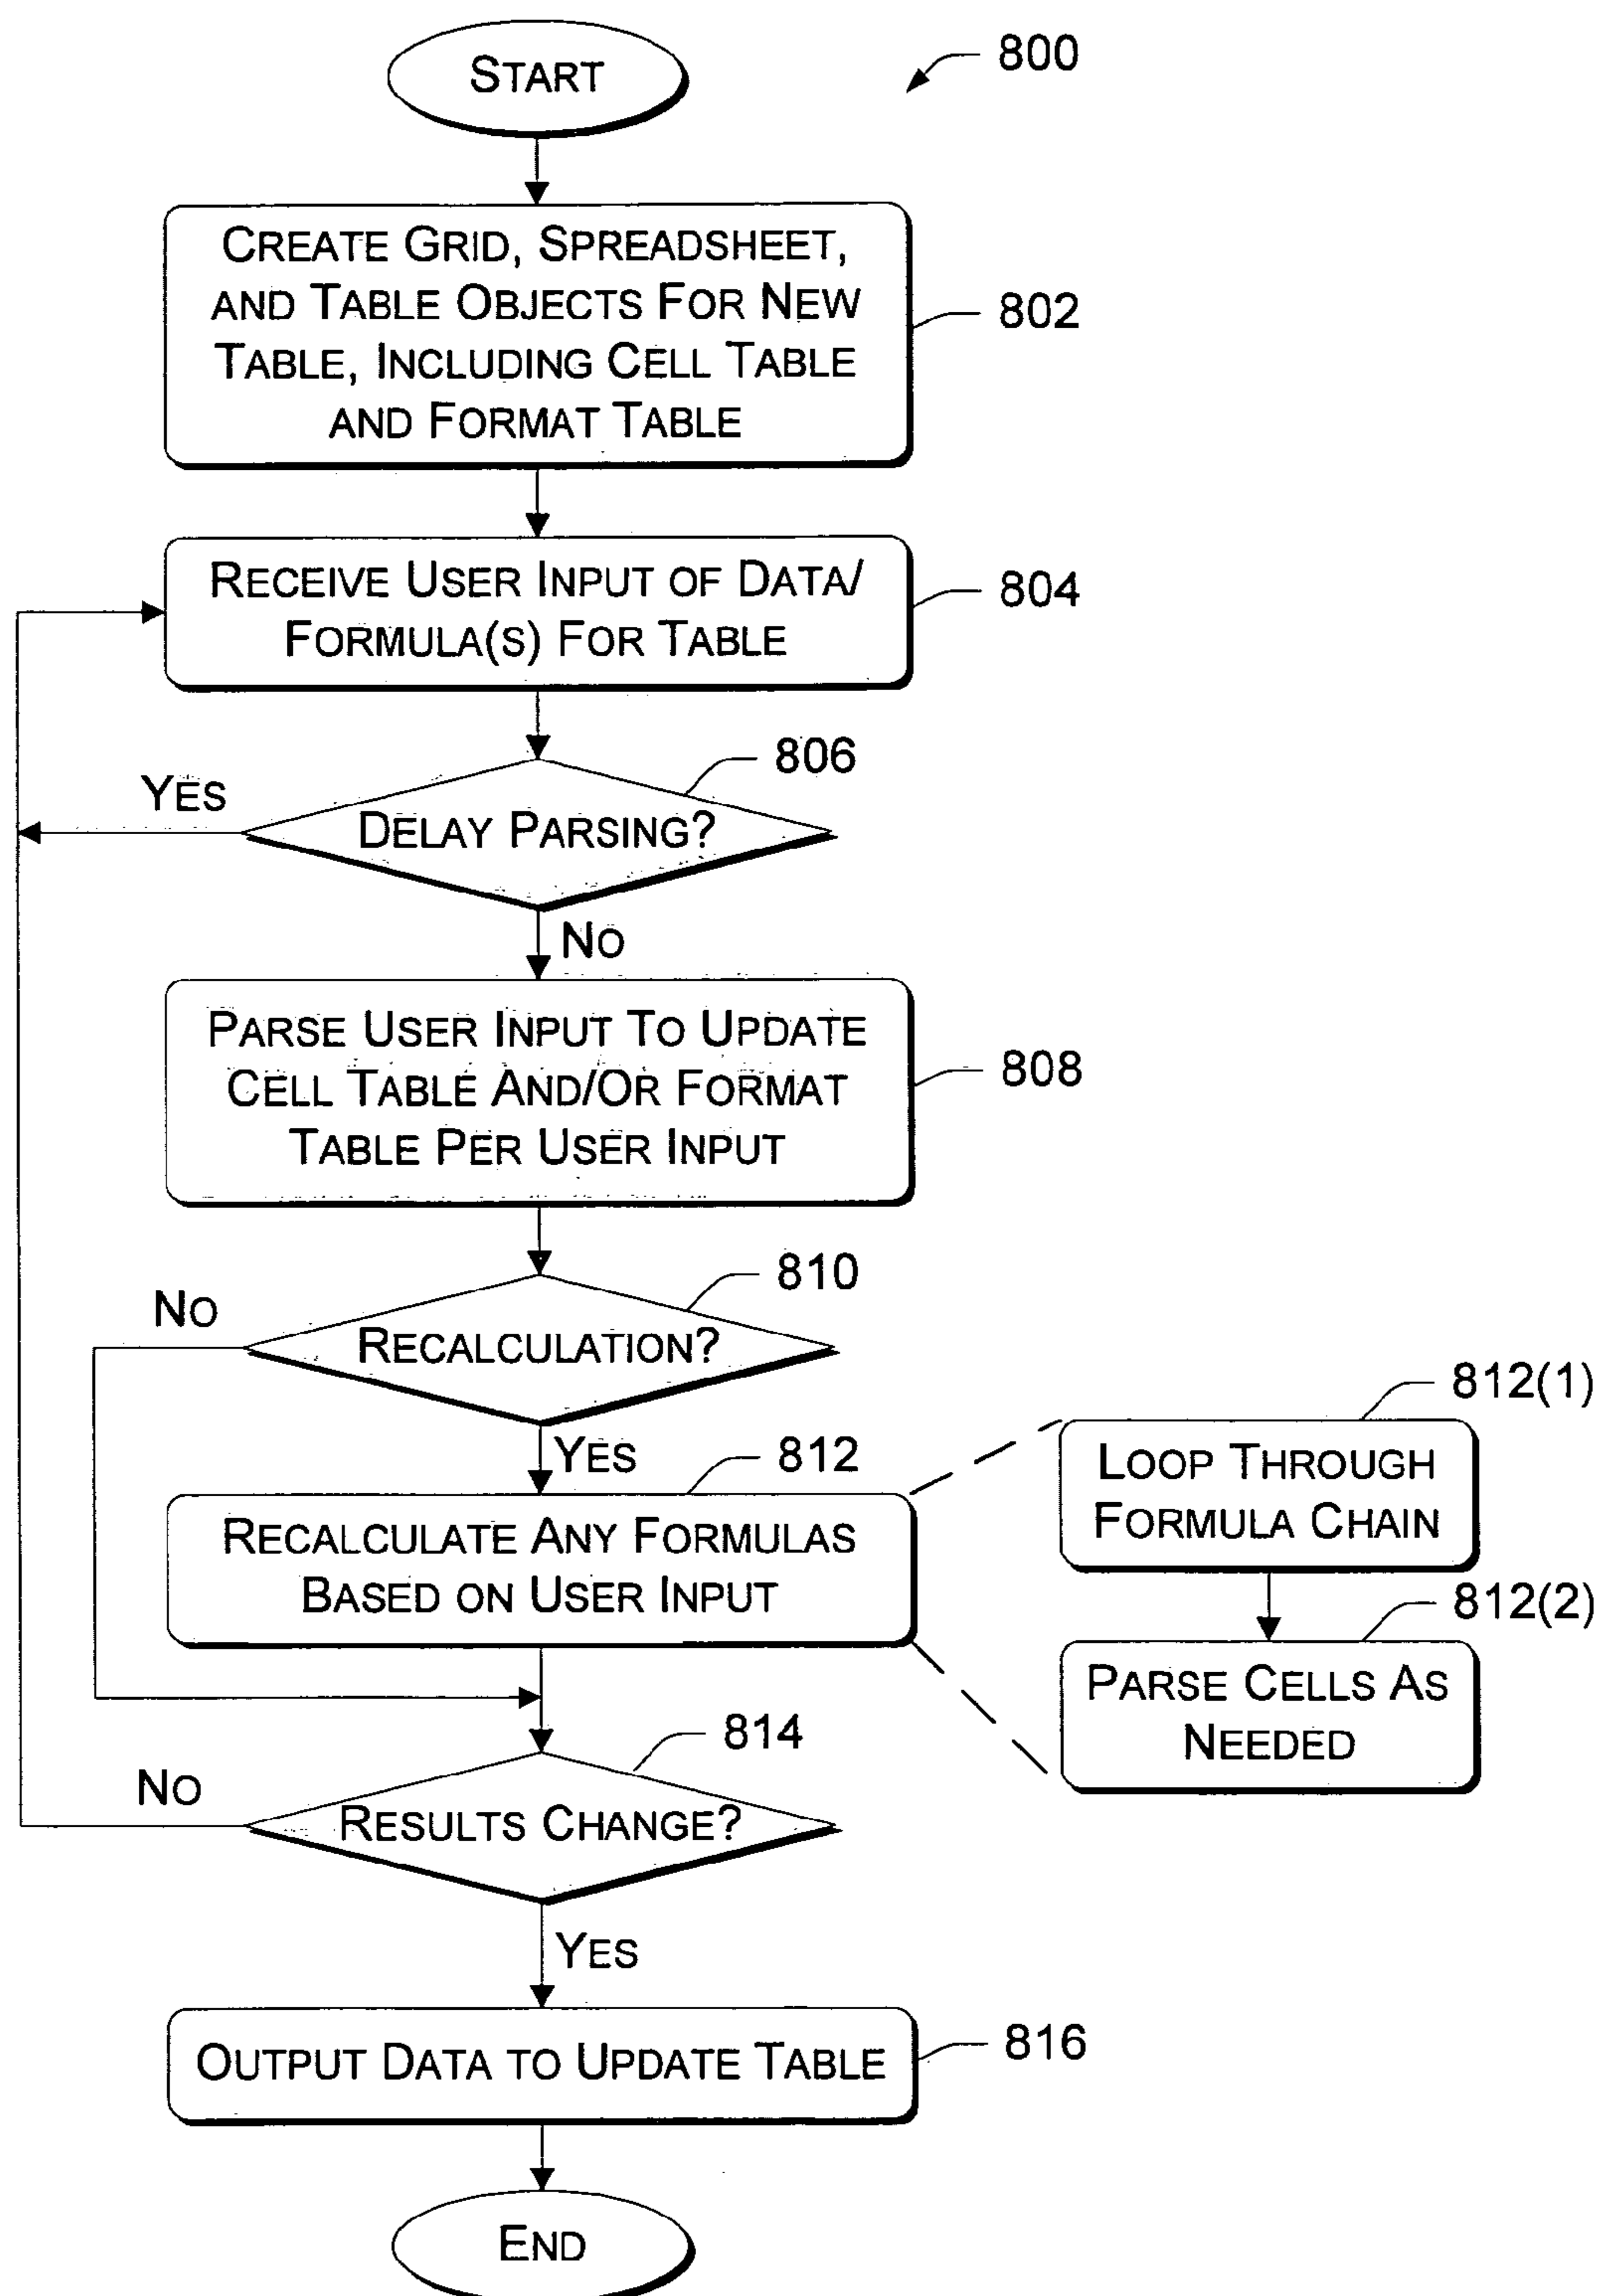 START
800
CREATE GRID, SPREADSHEET,
AND TABLE OBJECTS FOR NEW
TABLE, INCLUDING CELL TABLE
AND FORMAT TABLE
802
RECEIVE USER INPUT OF DATA/
FORMULA(S) FOR TABLE
804
806
YES
DELAY PARSING?
NO
PARSE USER INPUT TO UPDATE
CELL TABLE AND/OR FORMAT
TABLE PER USER INPUT
808
810
NO
RECALCULATION?
YES
812
RECALCULATE ANY FORMULAS
BASED ON USER INPUT
812(1)
LOOP THROUGH
FORMULA CHAIN
812(2)
PARSE CELLS AS
NEEDED
814
NO
RESULTS CHANGE?
YES
OUTPUT DATA TO UPDATE TABLE
816
END